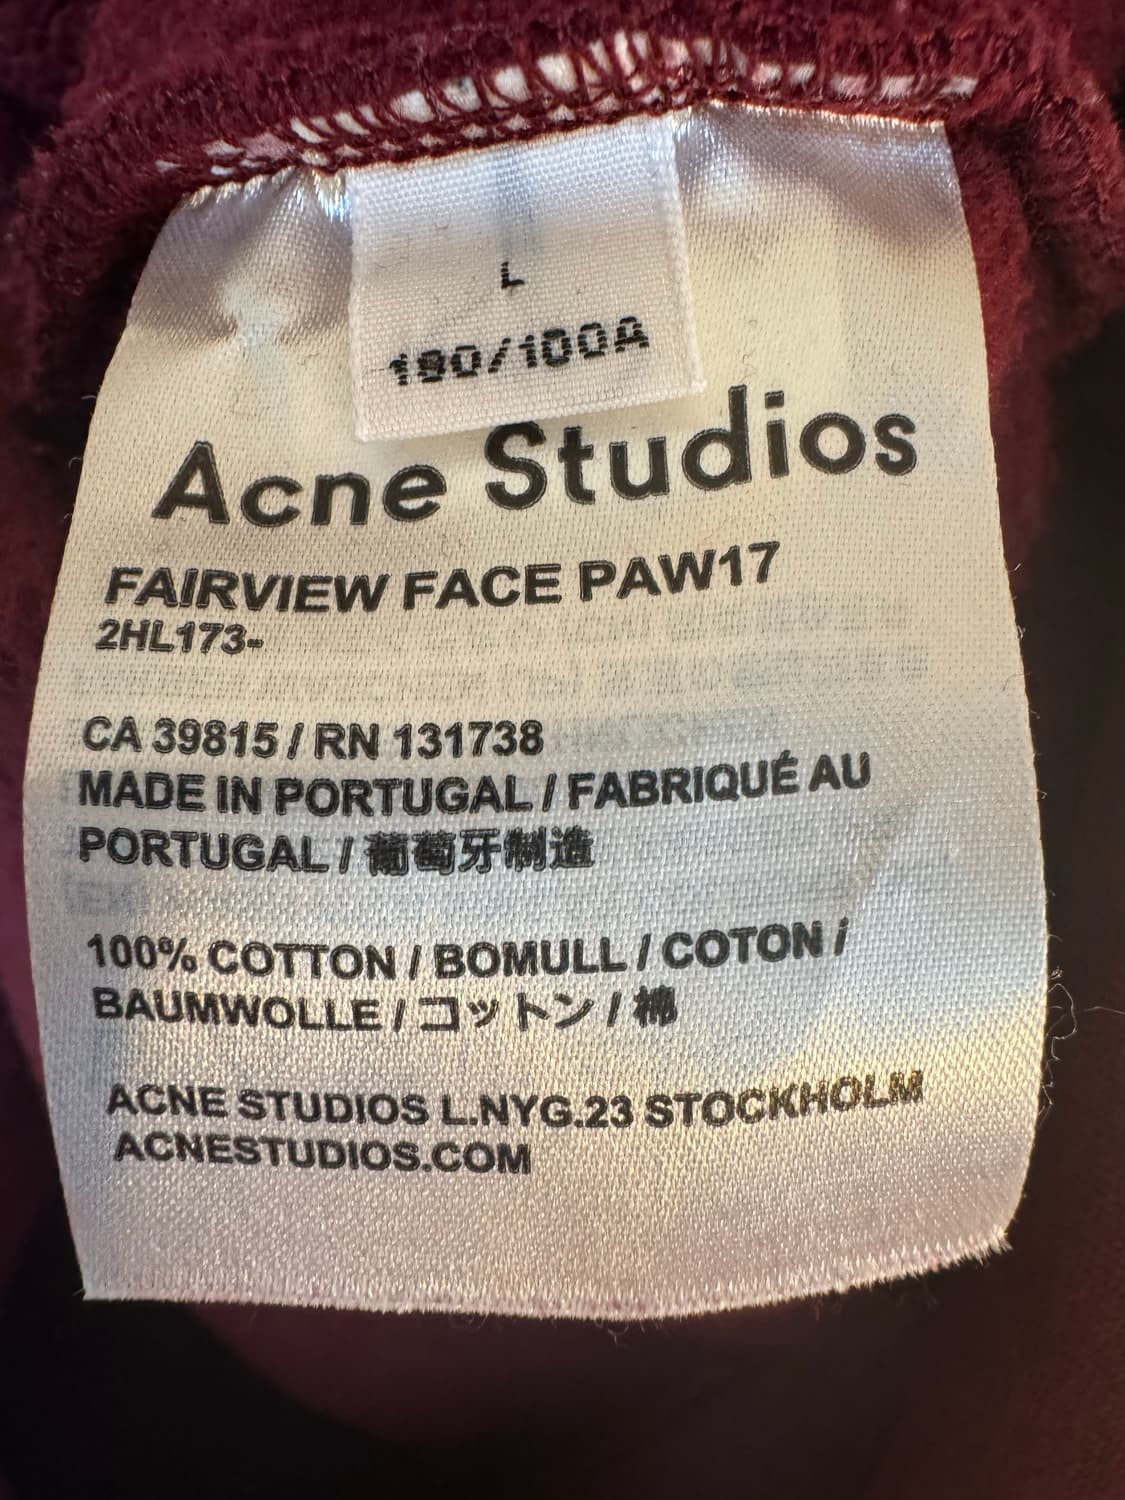 L
180/100A
Acne Studios
FAIRVIEW FACE PAW17
2HL173-
CA 39815 / RN 131738
MADE IN PORTUGAL / FABRIQUÉ AU
PORTUGAL / 葡萄牙制造
100% COTTON / BOMULL / COTON /
BAUMWOLLE / コットン / 棉
ACNE STUDIOS L.NYG.23 STOCKHOLM
ACNESTUDIOS.COM